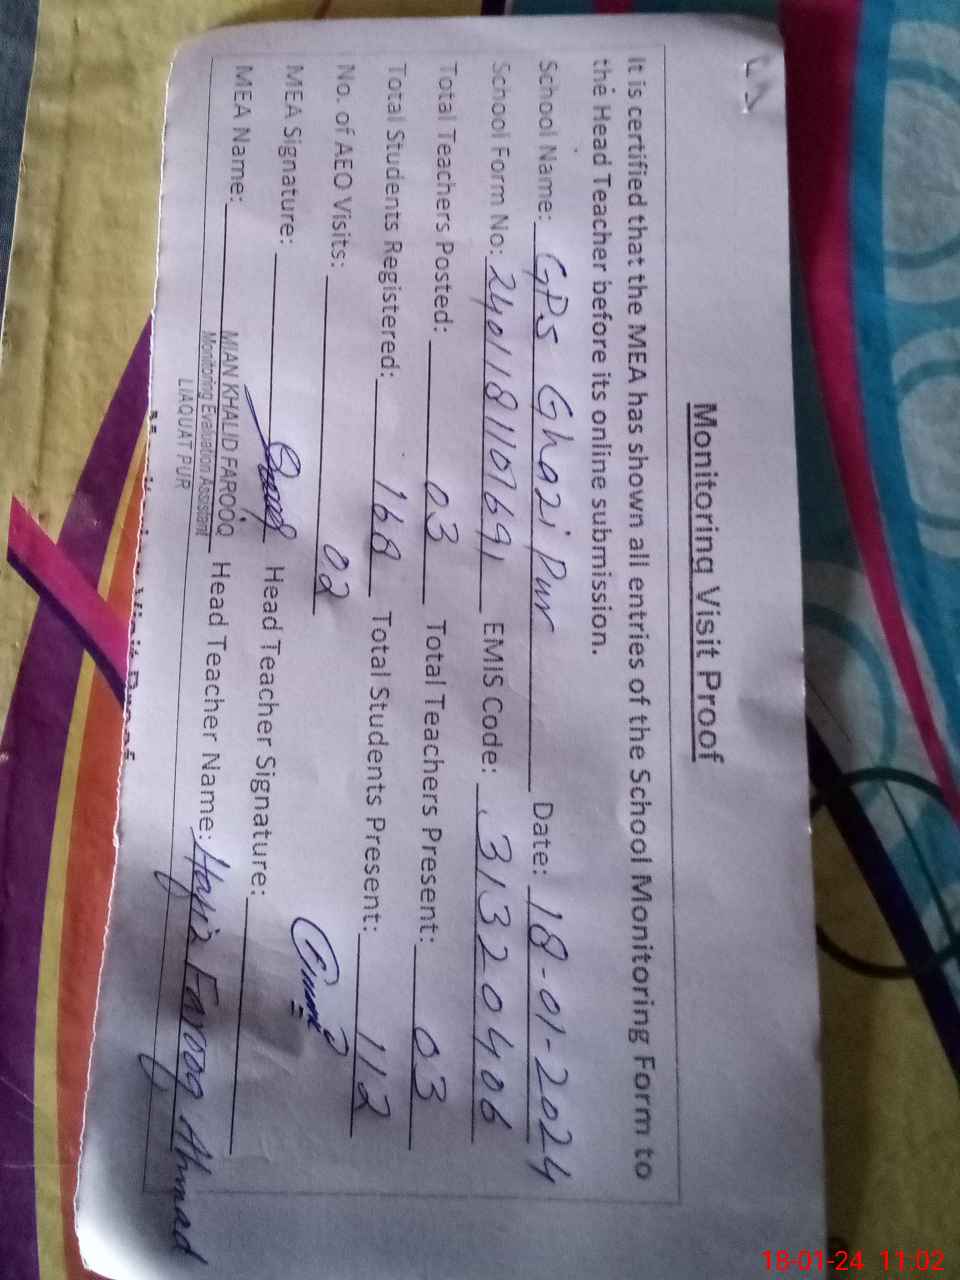 Monitoring Visit Proof
It is certified that the MEA has shown all entries of the School Monitoring Form to
the Head Teacher before its online submission.
School Name: GPS Ghazi Pur Date: 18-01-2024
School Form No: 2401181107691 EMIS Code: 31320406
Total Teachers Posted: 03 Total Teachers Present: 03
Total Students Registered: 168 Total Students Present: 112
No. of AEO Visits: 02
MEA Signature: Head Teacher Signature:
MEA Name: MIAN KHALID FAROOQ Head Teacher Name: Hafiz Farooq Ahmad
Monitoring Evaluation Assistant
LIAQUAT PUR
18-01-24 11:02